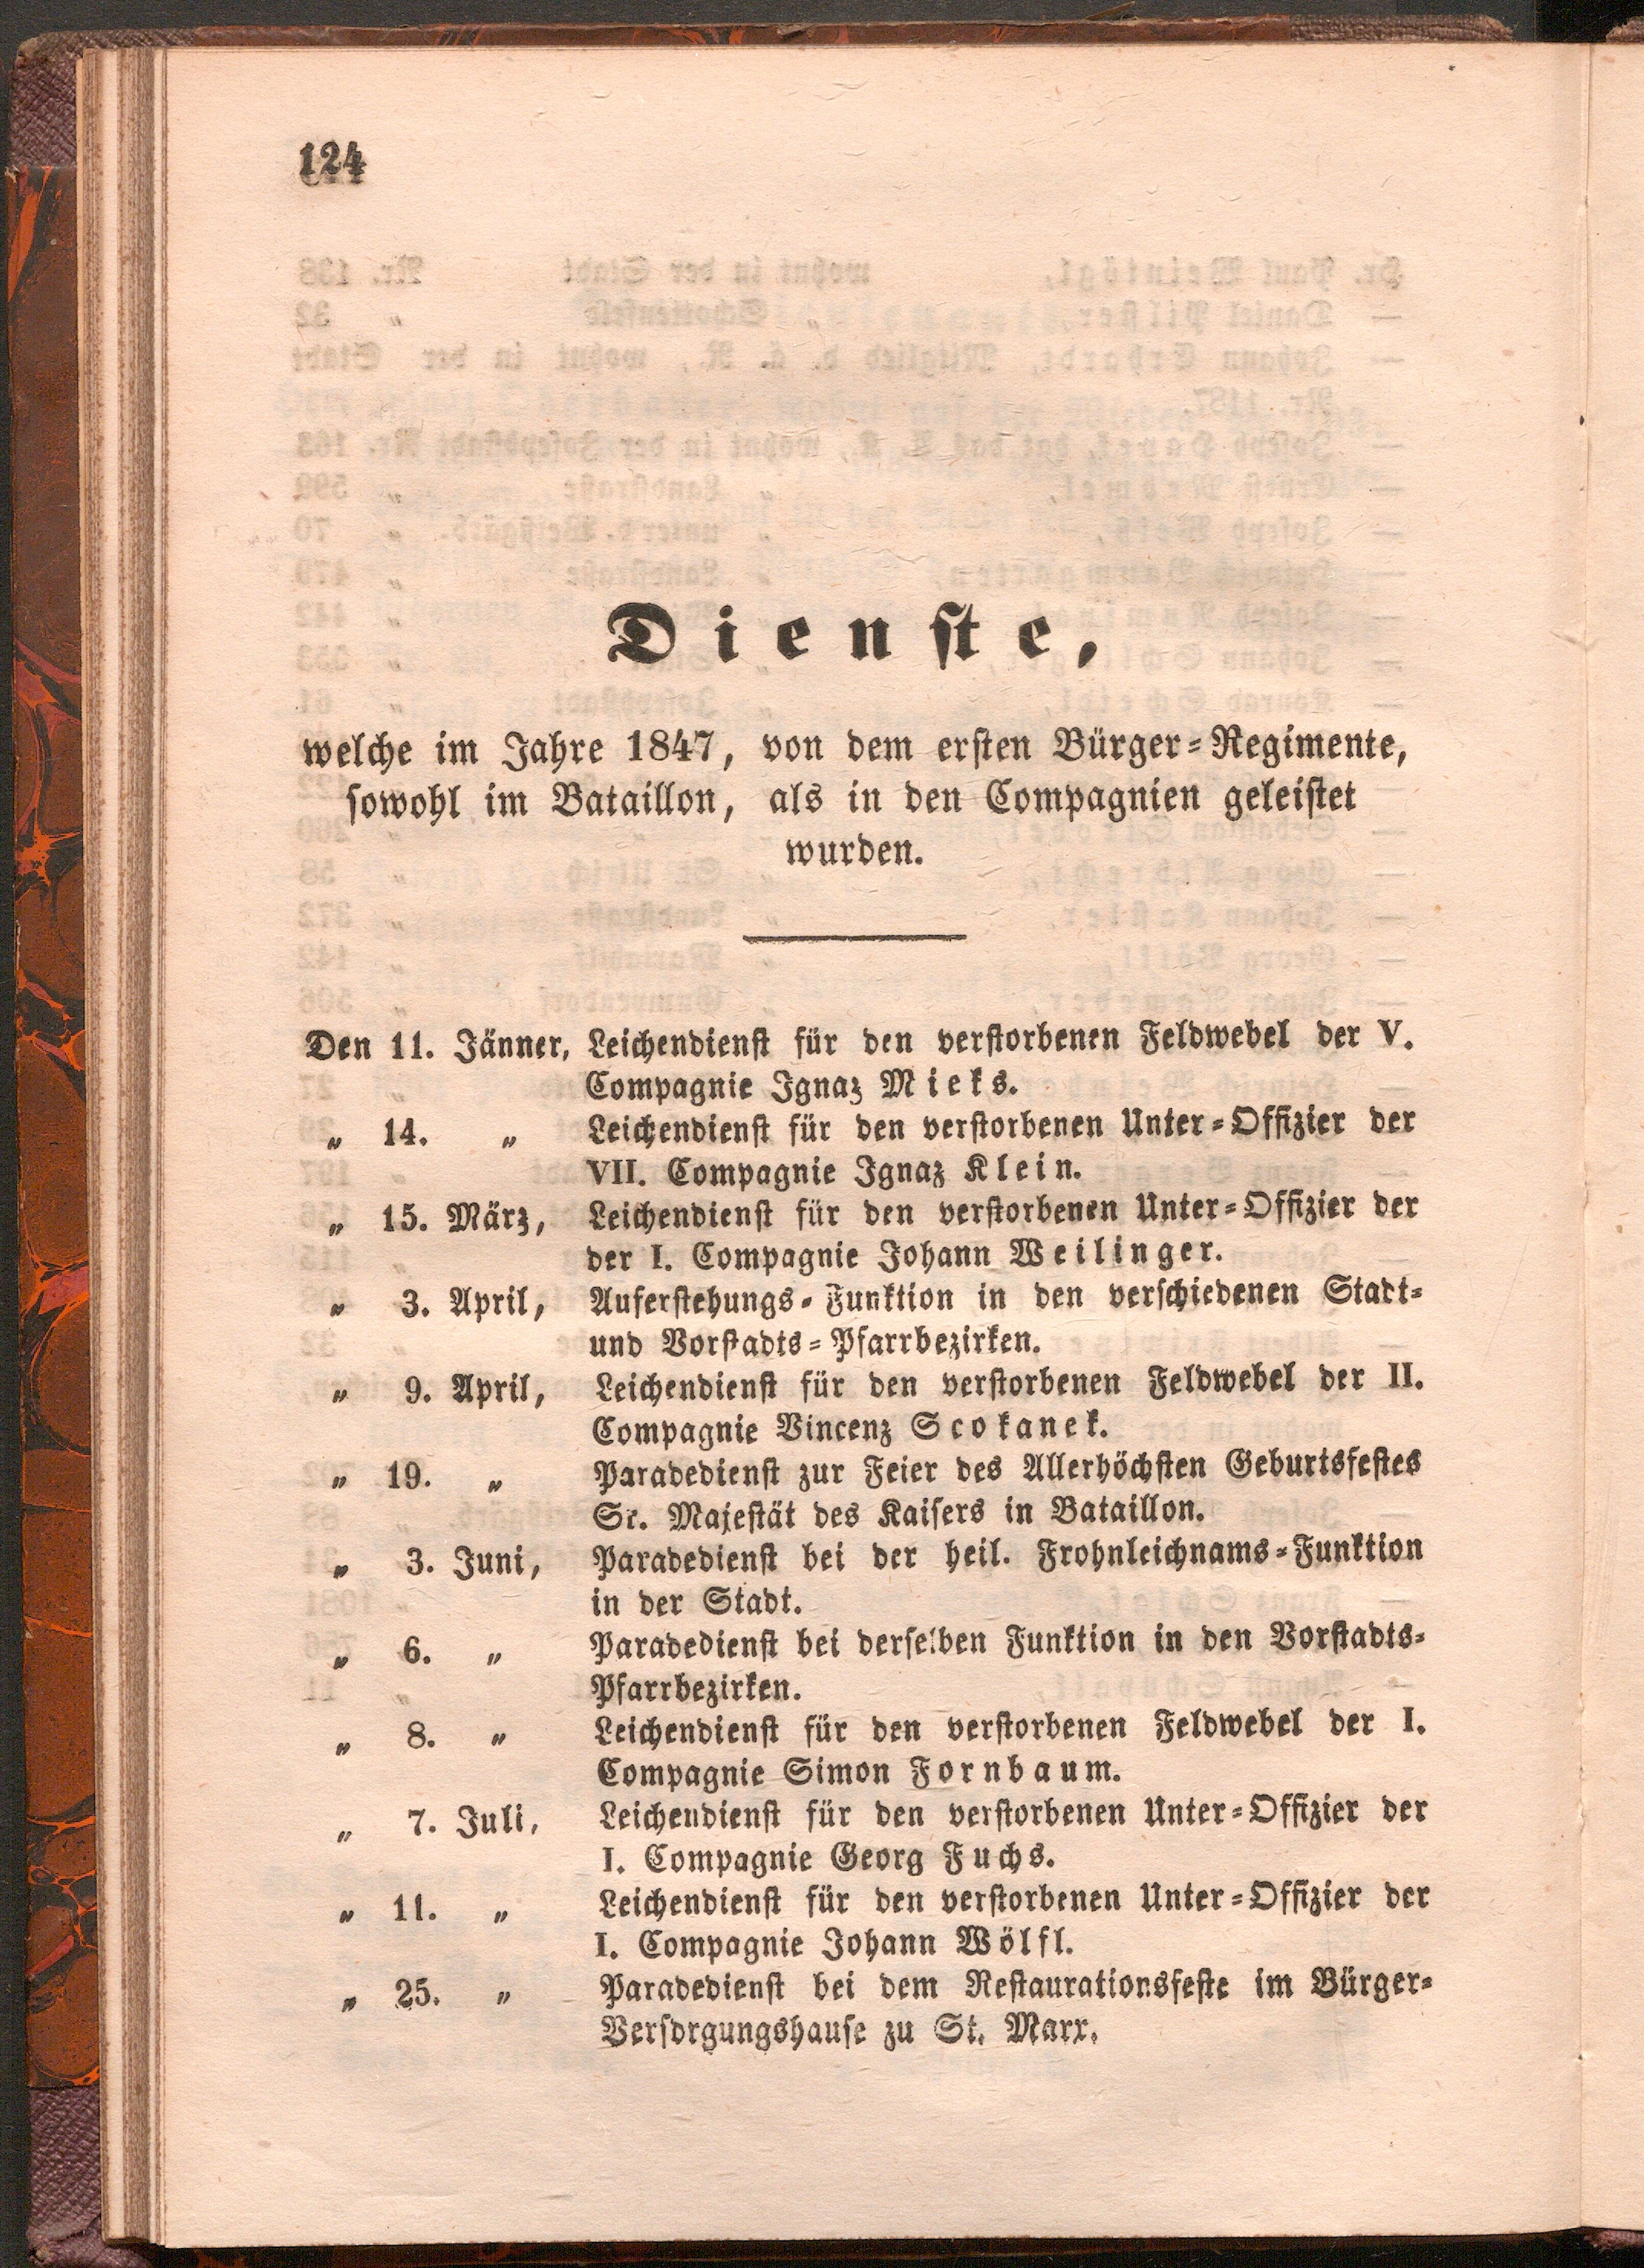 124
Dienste,
welche im Jahre 1847, von dem ersten Bürger-Regimente,
sowohl im Bataillon, als in den Compagnien geleistet
wurden.
Den 11. Jänner, Leichendienst für den verstorbenen Feldwebel der V.
Compagnie Ignaz Mieks.
„ 14. „ Leichendienst für den verstorbenen Unter-Offizier der
VII. Compagnie Ignaz Klein.
„ 15. März, Leichendienst für den verstorbenen Unter-Offizier der
der I. Compagnie Johann Weilinger.
„ 3. April, Auferstehungs-Funktion in den verschiedenen Stadt-
und Vorstadts-Pfarrbezirken.
„ 9. April, Leichendienst für den verstorbenen Feldwebel der II.
Compagnie Vincenz Scokanek.
„ 19. „ Paradedienst zur Feier des Allerhöchsten Geburtsfestes
Sr. Majestät des Kaisers in Bataillon.
„ 3. Juni, Paradedienst bei der heil. Frohnleichnams-Funktion
in der Stadt.
„ 6. „ Paradedienst bei derselben Funktion in den Vorstadts-
Pfarrbezirken.
„ 8. „ Leichendienst für den verstorbenen Feldwebel der I.
Compagnie Simon Fornbaum.
„ 7. Juli, Leichendienst für den verstorbenen Unter-Offizier der
I. Compagnie Georg Fuchs.
„ 11. „ Leichendienst für den verstorbenen Unter-Offizier der
I. Compagnie Johann Wölfl.
„ 25. „ Paradedienst bei dem Restaurationsfeste im Bürger-
Versorgungshause zu St. Marx.